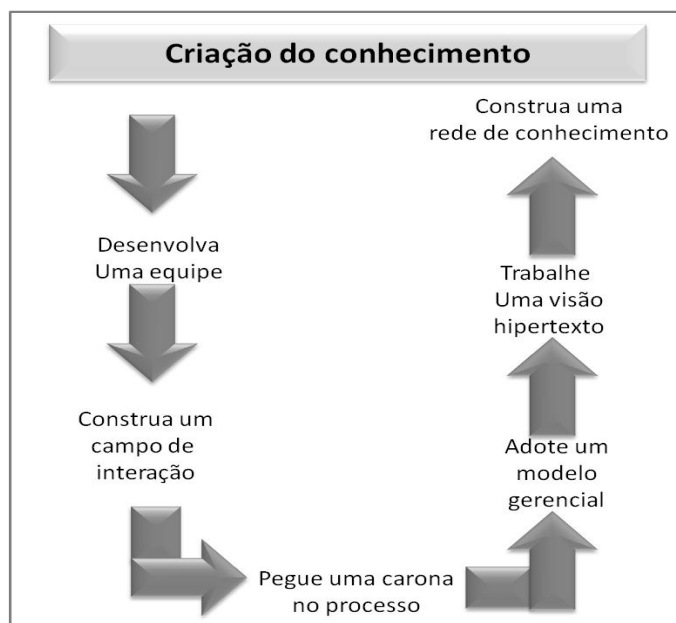 Criação do conhecimento
Desenvolva
Uma equipe
Construa um
campo de
interação
Pegue uma carona
no processo
Adote um
modelo
gerencial
Trabalhe
Uma visão
hipertexto
Construa uma
rede de conhecimento